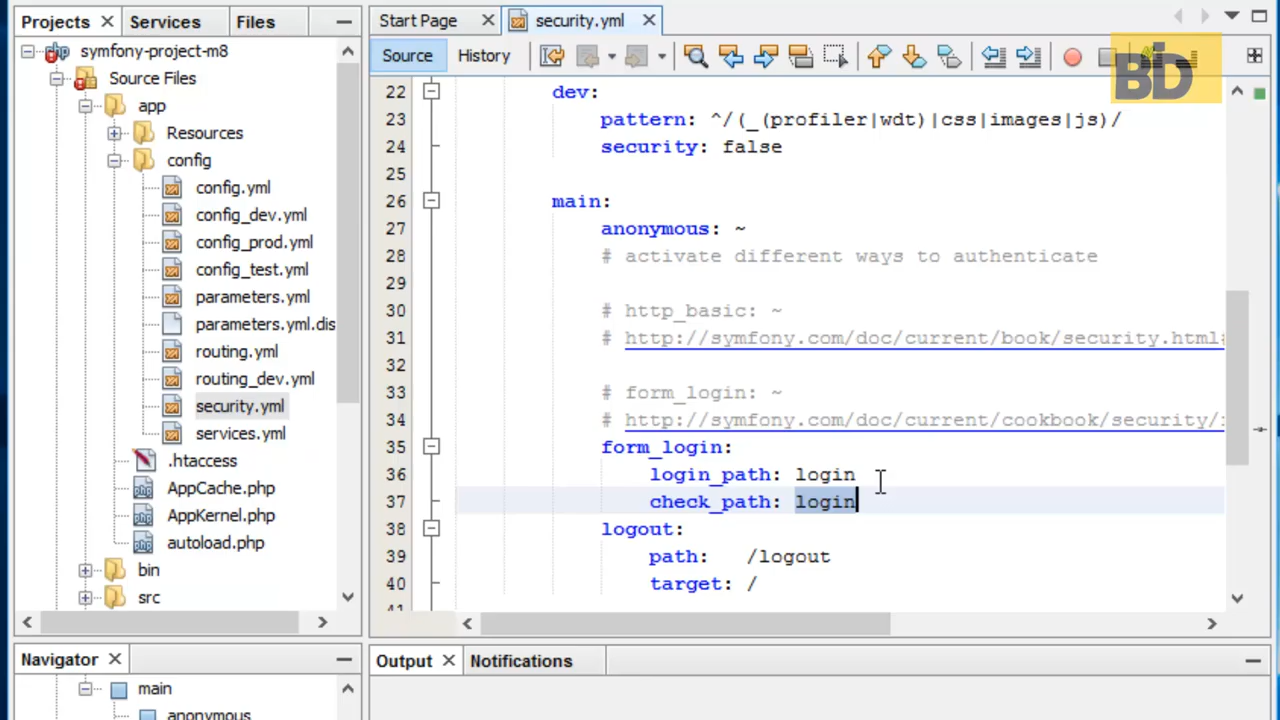 Projects
Services
Files
symfony-project-m8
Source Files
app
Resources
config
config.yml
config_dev.yml
config_prod.yml
config_test.yml
parameters.yml
parameters.yml.dis
routing.yml
routing_dev.yml
security.yml
services.yml
.htaccess
AppCache.php
AppKernel.php
autoload.php
bin
src
Navigator
main
anonymous
Start Page
security.yml
Source
History
BiD
22 dev:
23 pattern: ^/(_(profiler|wdt)|css|images|js)/
24 security: false
25
26 main:
27 anonymous: ~
28 # activate different ways to authenticate
29
30 # http_basic: ~
31 # http://symfony.com/doc/current/book/security.html
32
33 # form_login: ~
34 # http://symfony.com/doc/current/cookbook/security/
35 form_login:
36 login_path: login
37 check_path: login
38 logout:
39 path: /logout
40 target: /
41
Output
Notifications